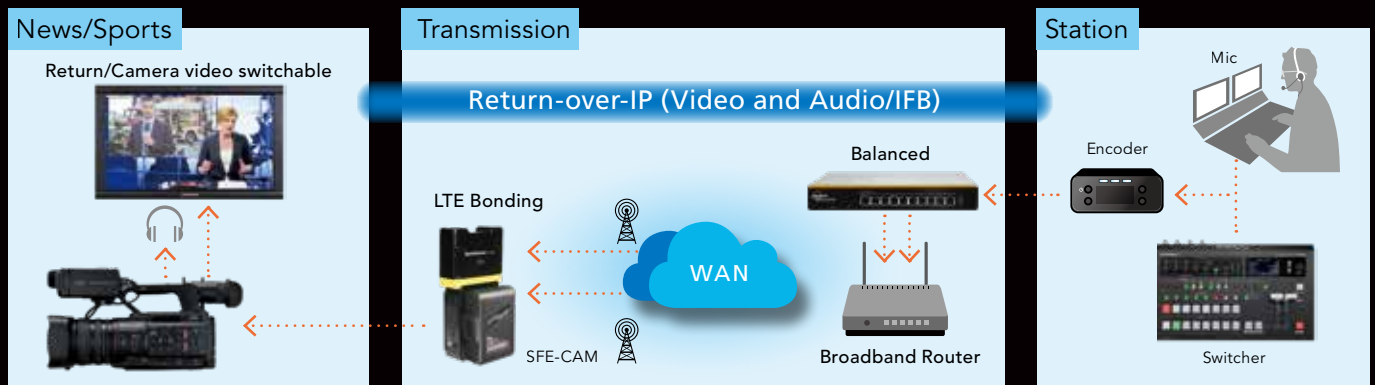 News/Sports
Return/Camera video switchable
Transmission
Return-over-IP (Video and Audio/IFB)
LTE Bonding
SFE-CAM
WAN
Balanced
Broadband Router
Station
Mic
Encoder
Switcher